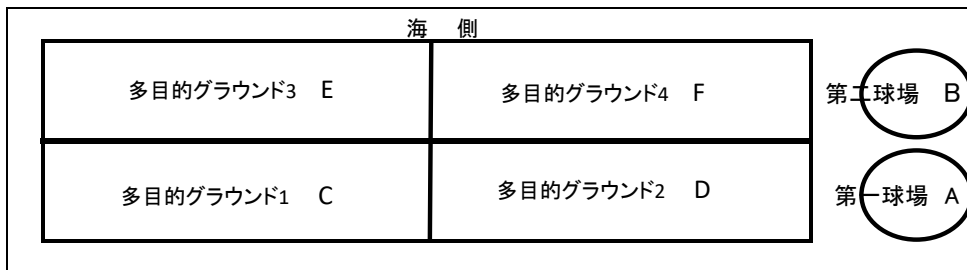 海 側
多目的グラウンド3 E
多目的グラウンド4 F
第二球場 B
多目的グラウンド1 C
多目的グラウンド2 D
第一球場 A